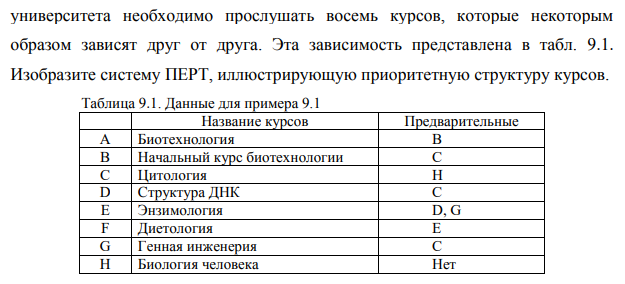 университета необходимо прослушать восемь курсов, которые некоторым
образом зависят друг от друга. Эта зависимость представлена в табл. 9.1.
Изобразите систему ПЕРТ, иллюстрирующую приоритетную структуру курсов.
Таблица 9.1. Данные для примера 9.1
Название курсов Предварительные
A Биотехнология B
B Начальный курс биотехнологии C
C Цитология H
D Структура ДНК C
E Энзимология D, G
F Диетология E
G Генная инженерия C
H Биология человека Нет